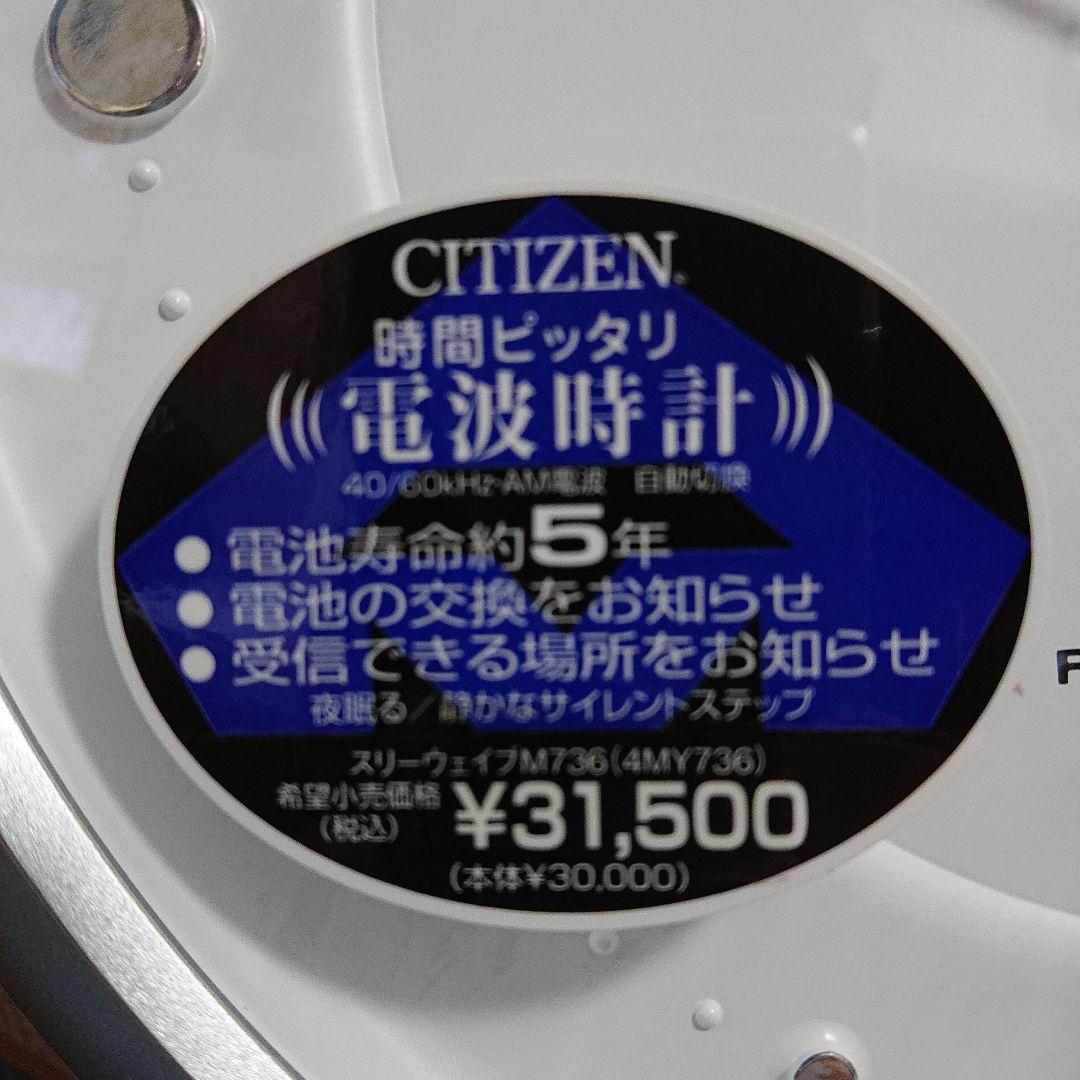 CITIZEN
時間ピッタリ
電波時計
40/60kHz・AM電波 自動切換
● 電池寿命約5年
● 電池の交換をお知らせ
● 受信できる場所をお知らせ
夜眠る/静かなサイレントステップ
スリーウェイブM736(4MY736)
希望小売価格
(税込)
¥31,500
(本体¥30,000)